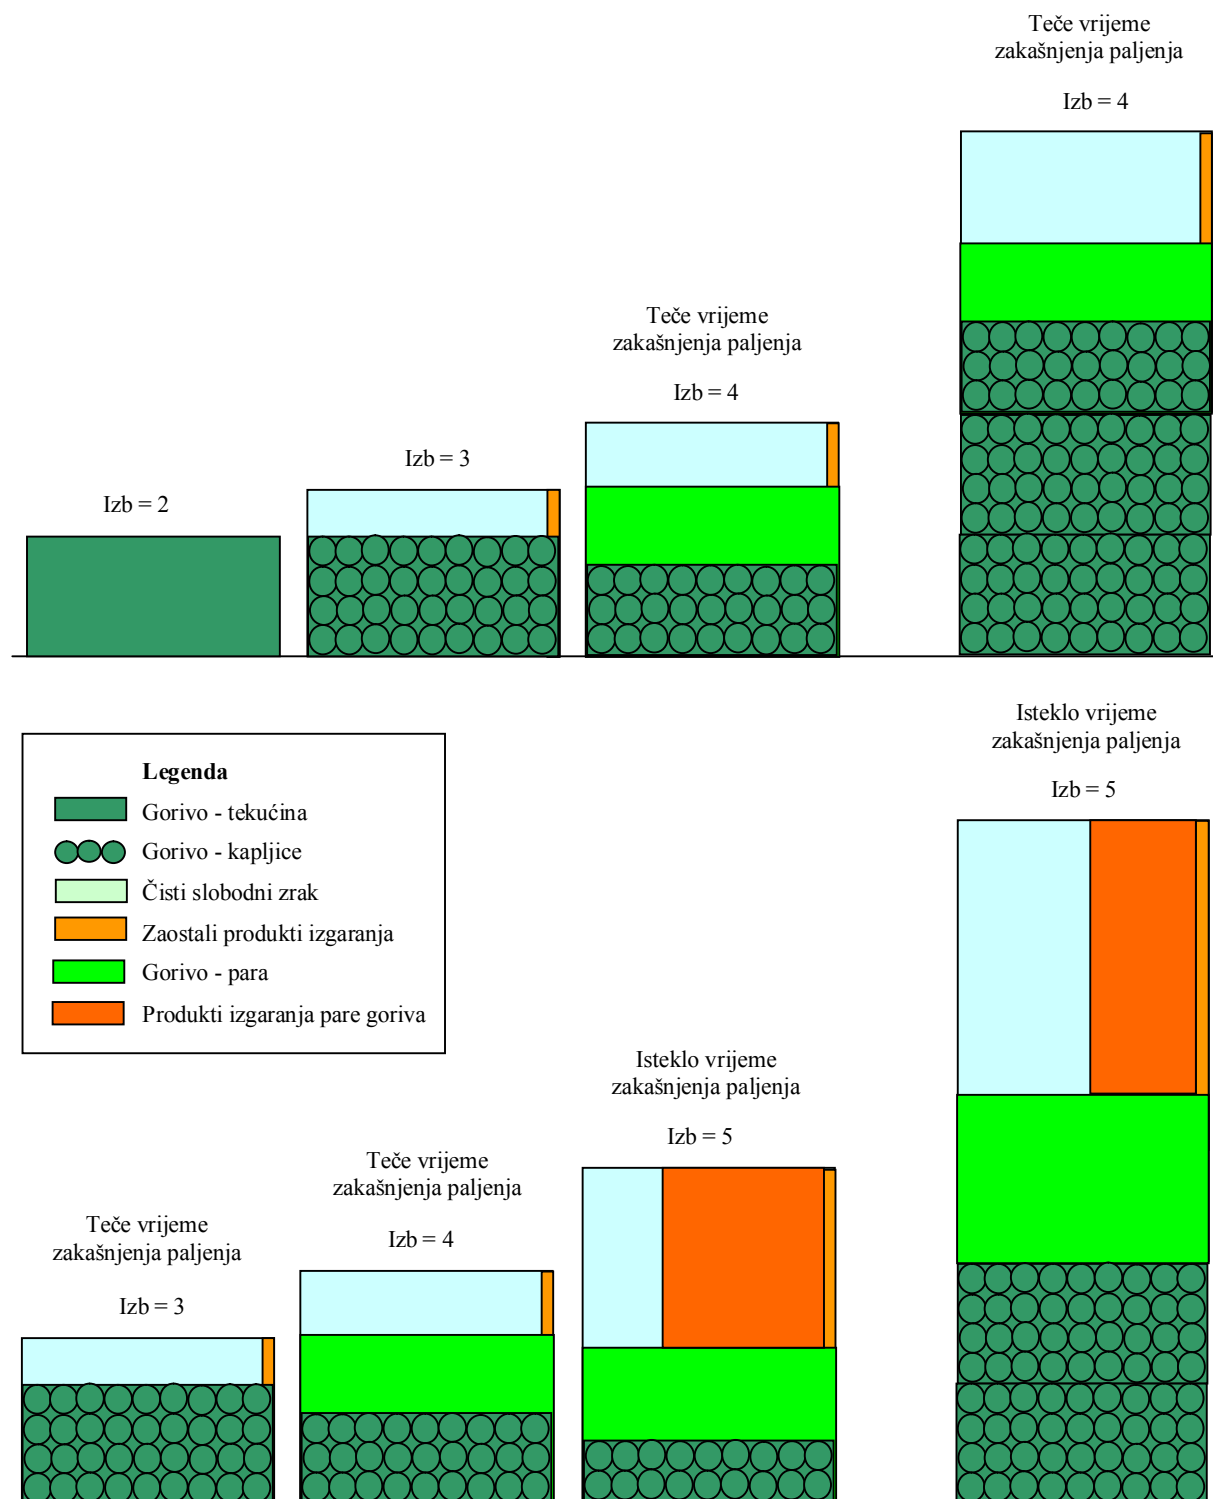 Teče vrijeme
zakašnjenja paljenja
Izb = 4
Teče vrijeme
zakašnjenja paljenja
Izb = 4
Izb = 3
Izb = 2
Isteklo vrijeme
zakašnjenja paljenja
Izb = 5
Legenda
Gorivo - tekućina
Gorivo - kapljice
Čisti slobodni zrak
Zaostali produkti izgaranja
Gorivo - para
Produkti izgaranja pare goriva
Isteklo vrijeme
zakašnjenja paljenja
Izb = 5
Teče vrijeme
zakašnjenja paljenja
Izb = 4
Teče vrijeme
zakašnjenja paljenja
Izb = 3